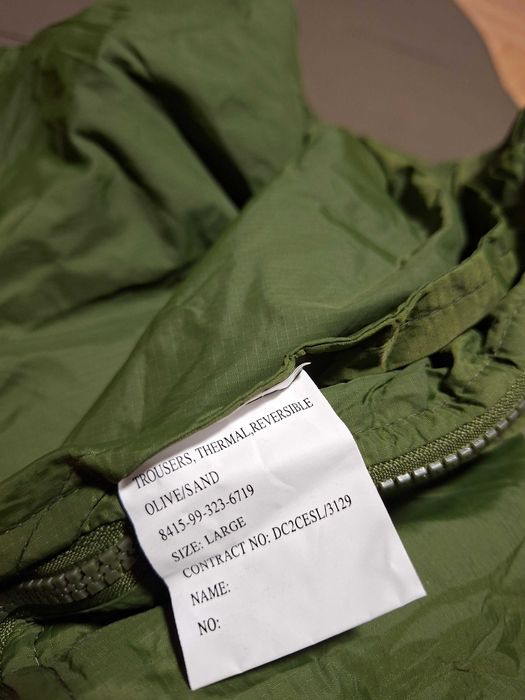 TROUSERS, THERMAL,REVERSIBLE
OLIVE/SAND
8415-99-323-6719
SIZE: LARGE
CONTRACT NO: DC2CESL/3129
NAME:
NO: